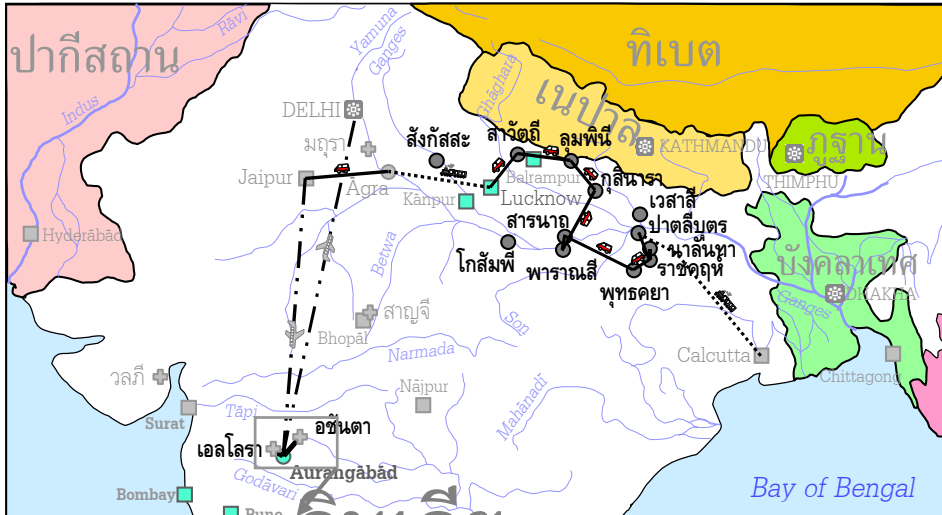 ปากีสถาน
ทิเบต
Indus
Rāvi
Yamuna
Ganges
Ghāghara
เนปาล
ภูฐาน
DELHI
มถุรา
สังกัสสะ
สาวัตถี
ลุมพินี
KATHMANDU
THIMPHU
Jaipur
Āgra
Balrampur
Lucknow
กุสินารา
Kānpur
เวสาลี
Hyderābād
สารนาถ
ปาตลีบุตร
Betwa
โกสัมพี
พาราณสี
นาลันทา
ราชคฤห์
บังคลาเทศ
พุทธคยา
DHAKHA
Ganges
สาญจี
Bhopāl
Son
Narmada
Calcutta
Chittagong
วลภี
Nājpur
Mahānadī
Surat
Tāpi
อชันตา
เอลโลรา
Aurangābād
Godāvari
Bombay
Pune
Bay of Bengal